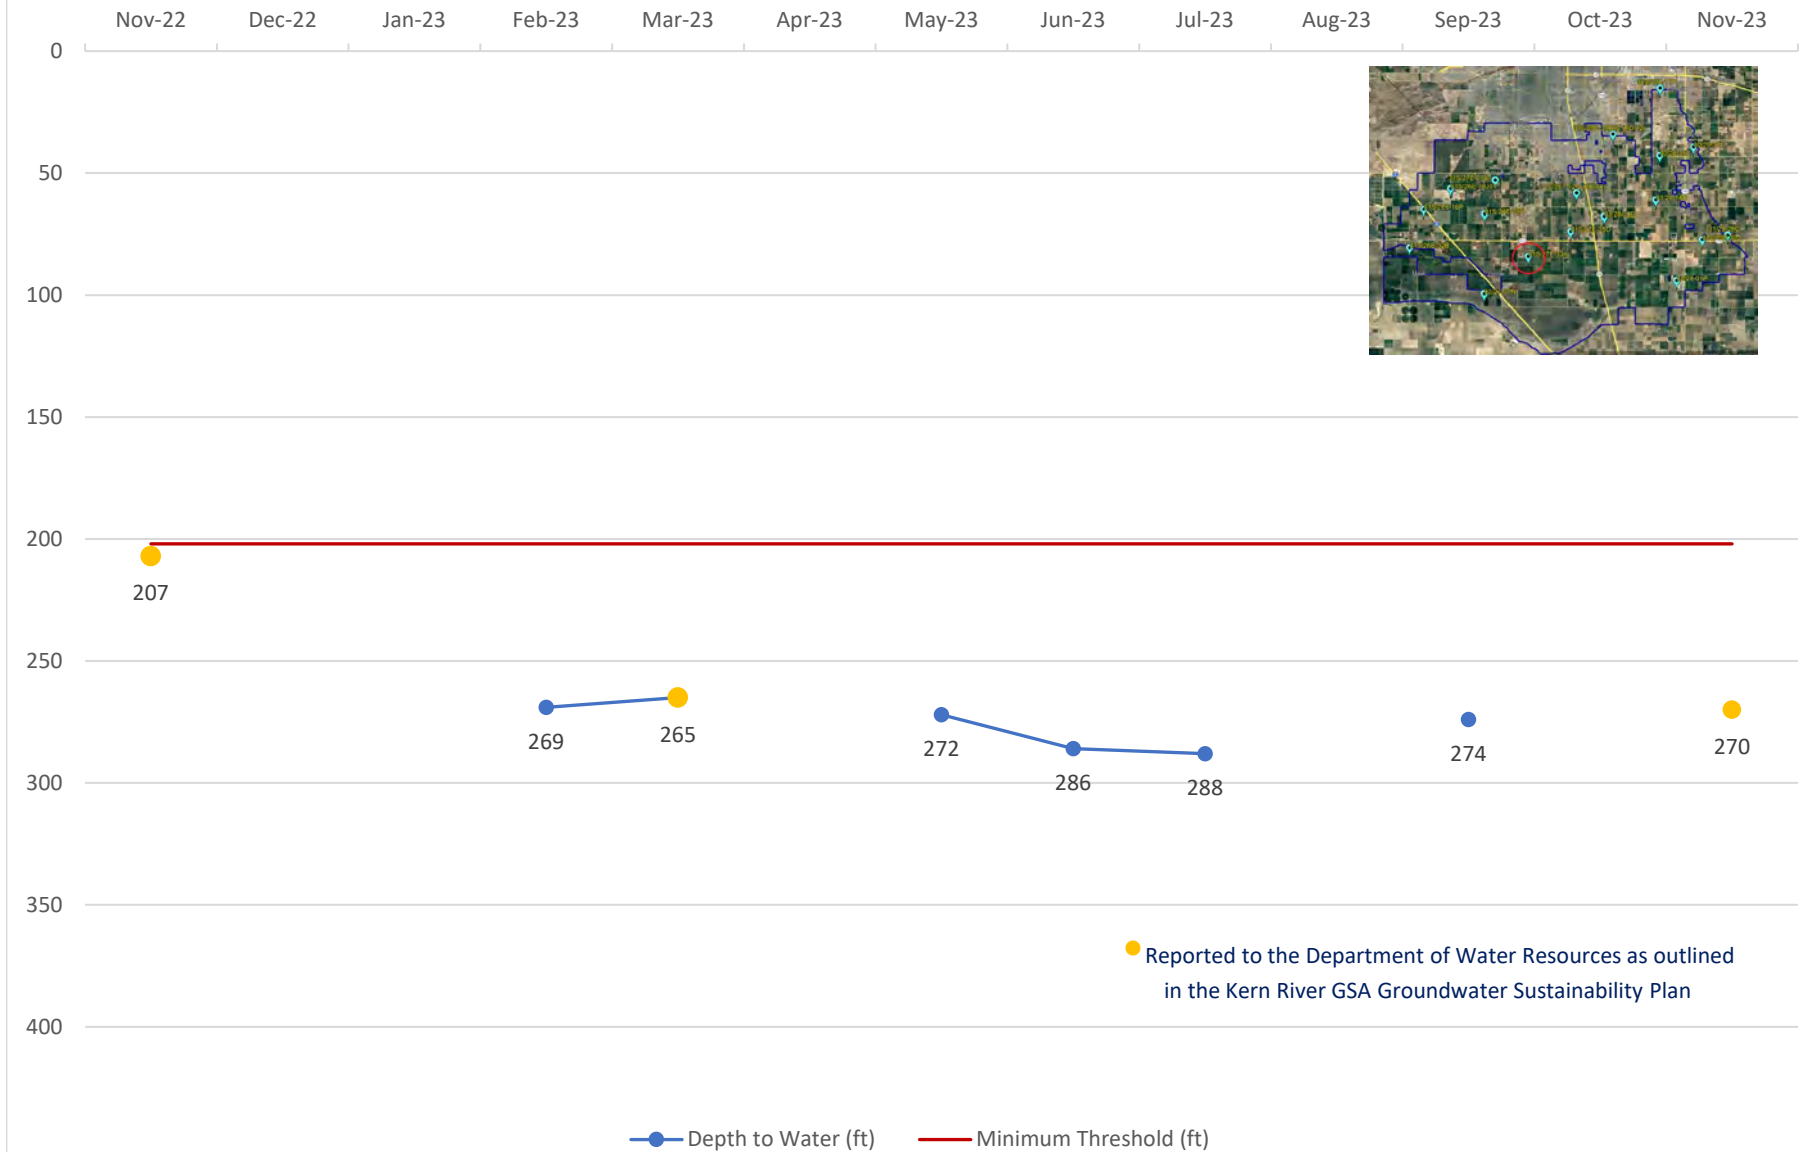 Nov-22 Dec-22 Jan-23 Feb-23 Mar-23 Apr-23 May-23 Jun-23 Jul-23 Aug-23 Sep-23 Oct-23 Nov-23
0
50
100
150
200
207
250
269 265 272 286 288 274 270
300
350
Reported to the Department of Water Resources as outlined
in the Kern River GSA Groundwater Sustainability Plan
400
Depth to Water (ft) Minimum Threshold (ft)